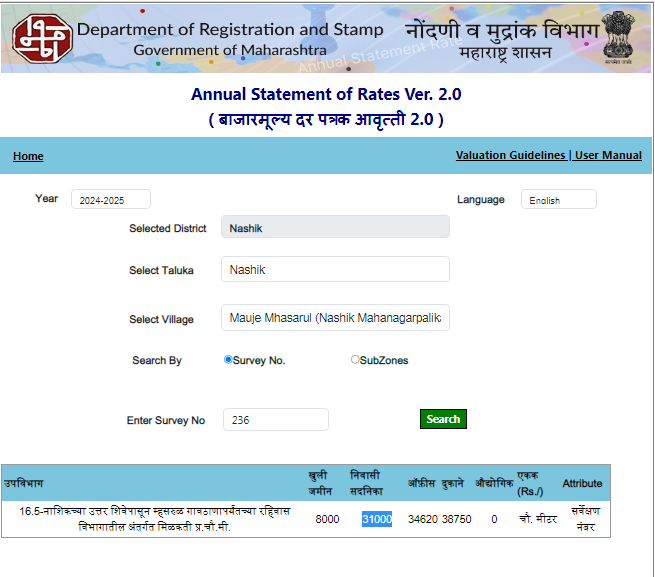 Department of Registration and Stamp
Government of Maharashtra
नोंदणी व मुद्रांक विभाग
महाराष्ट्र शासन
Annual Statement of Rates Ver. 2.0
( बाजारमूल्य दर पत्रक आवृत्ती 2.0 )
Home
Valuation Guidelines | User Manual
Year 2024-2025
Language English
Selected District Nashik
Select Taluka Nashik
Select Village Mauje Mhasarul (Nashik Mahanagarpalika
Search By Survey No. SubZones
Enter Survey No 236 Search
उपविभाग खुली जमीन निवासी सदनिका ऑफ़ीस दुकाने औद्योगिक एकक (Rs./) Attribute
16.5-नाशिकच्या उत्तर शिवेपासून म्हसरुळ गावठाणापर्यंतच्या रहिवास विभागातील अंतर्गत मिळकती प्र.चौ.मी. 8000 31000 34620 38750 0 चौ. मीटर सर्वेक्षण नंबर